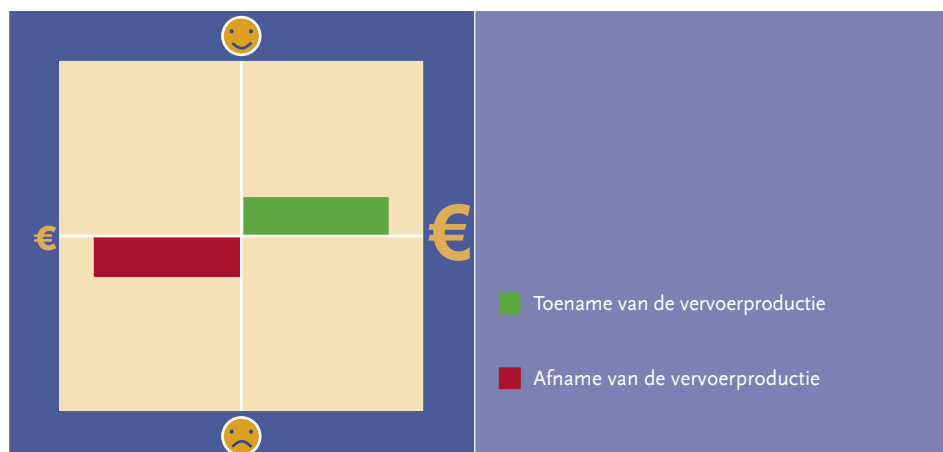 €
€
Toename van de vervoerproductie
Afname van de vervoerproductie